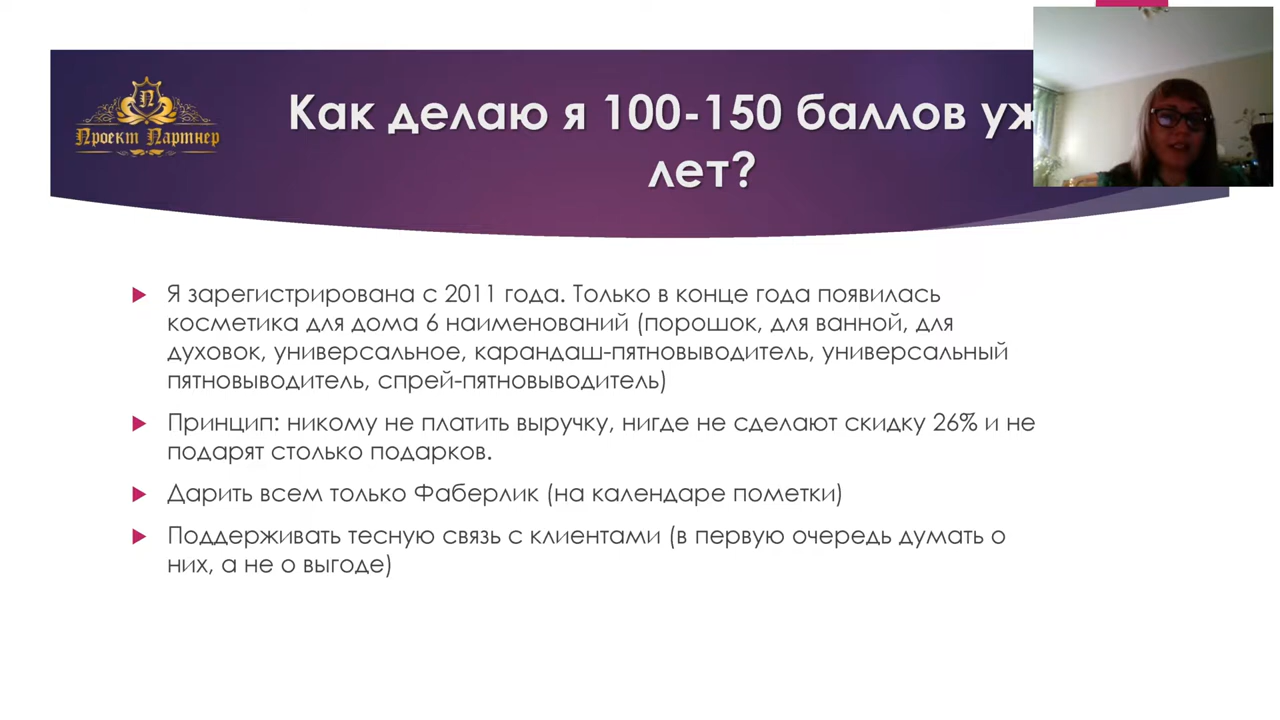 Проект Партнер
Как делаю я 100-150 баллов уж
лет?
Я зарегистрирована с 2011 года. Только в конце года появилась
косметика для дома 6 наименований (порошок, для ванной, для
духовок, универсальное, карандаш-пятновыводитель, универсальный
пятновыводитель, спрей-пятновыводитель)
Принцип: никому не платить выручку, нигде не сделают скидку 26% и не
подарят столько подарков.
Дарить всем только Фаберлик (на календаре пометки)
Поддерживать тесную связь с клиентами (в первую очередь думать о
них, а не о выгоде)